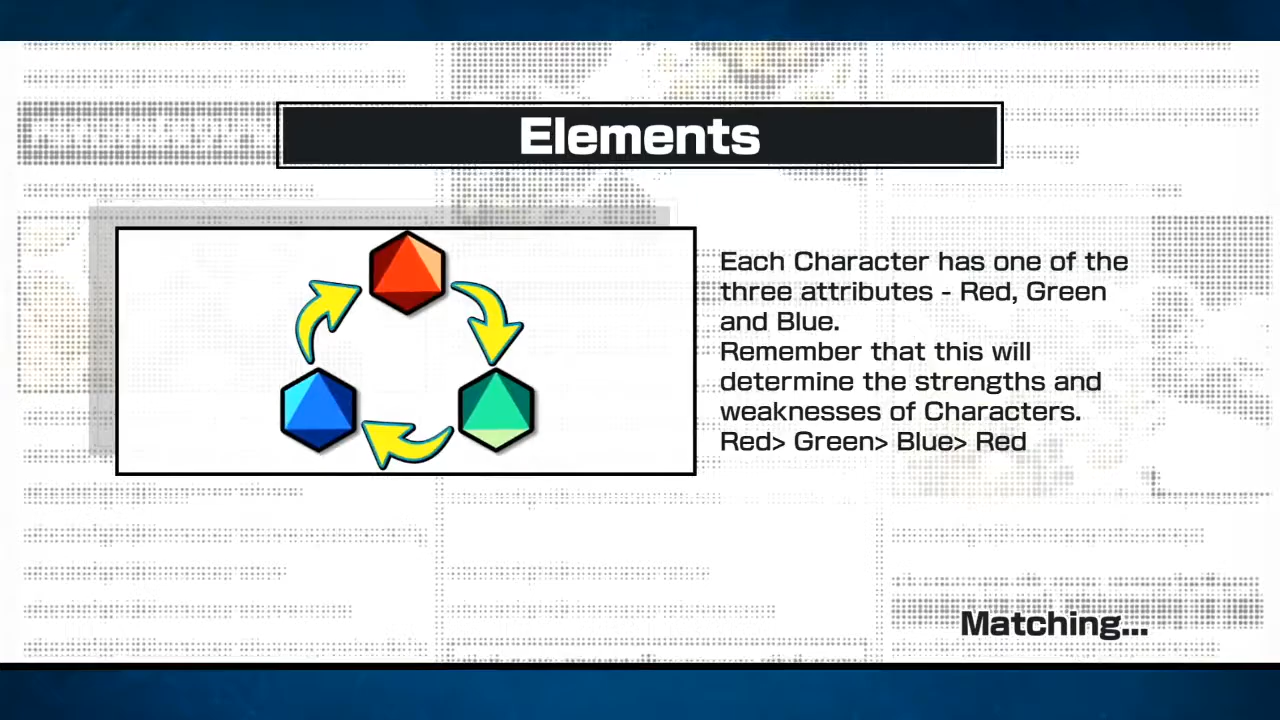 Elements
Each Character has one of the
three attributes - Red, Green
and Blue.
Remember that this will
determine the strengths and
weaknesses of Characters.
Red> Green> Blue> Red
Matching...